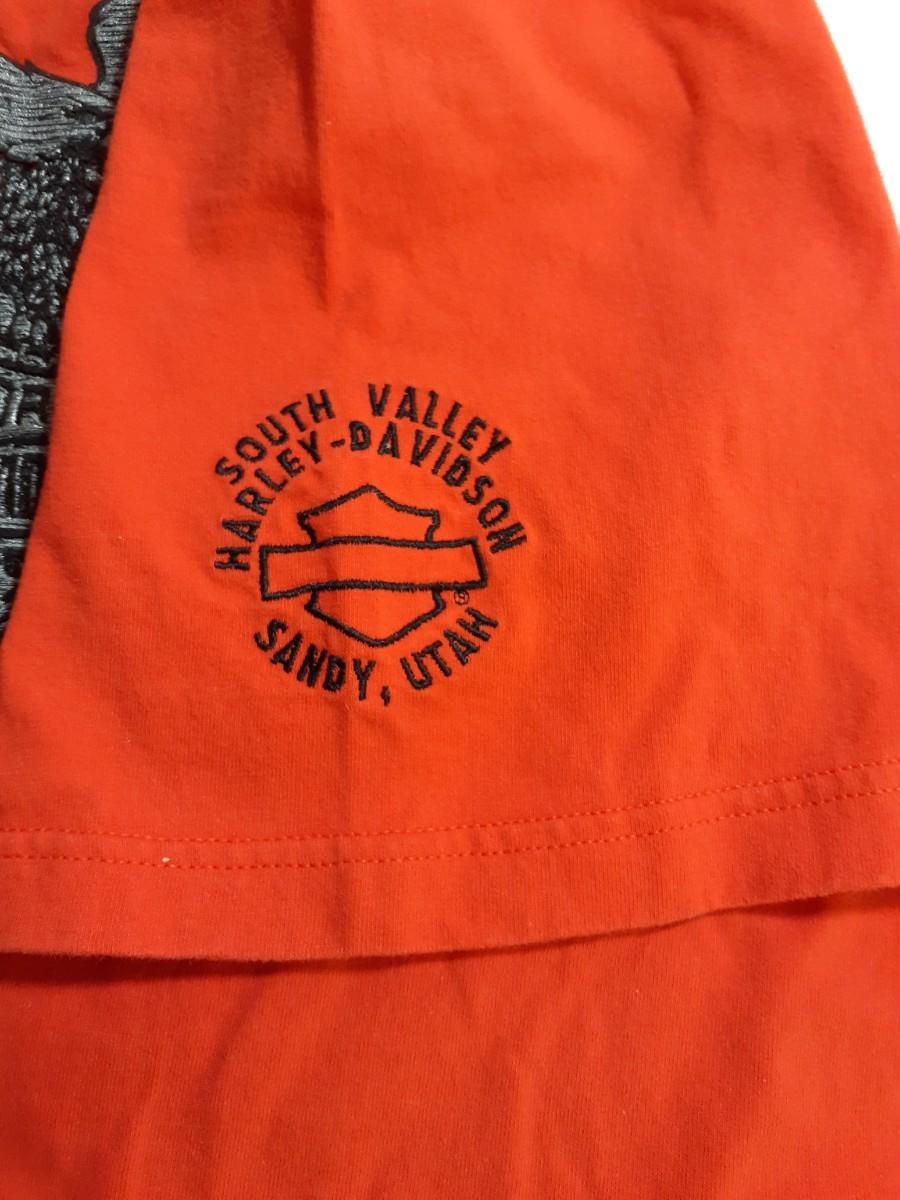 SOUTH VALLEY
HARLEY-DAVIDSON
®
SANDY, UTAH